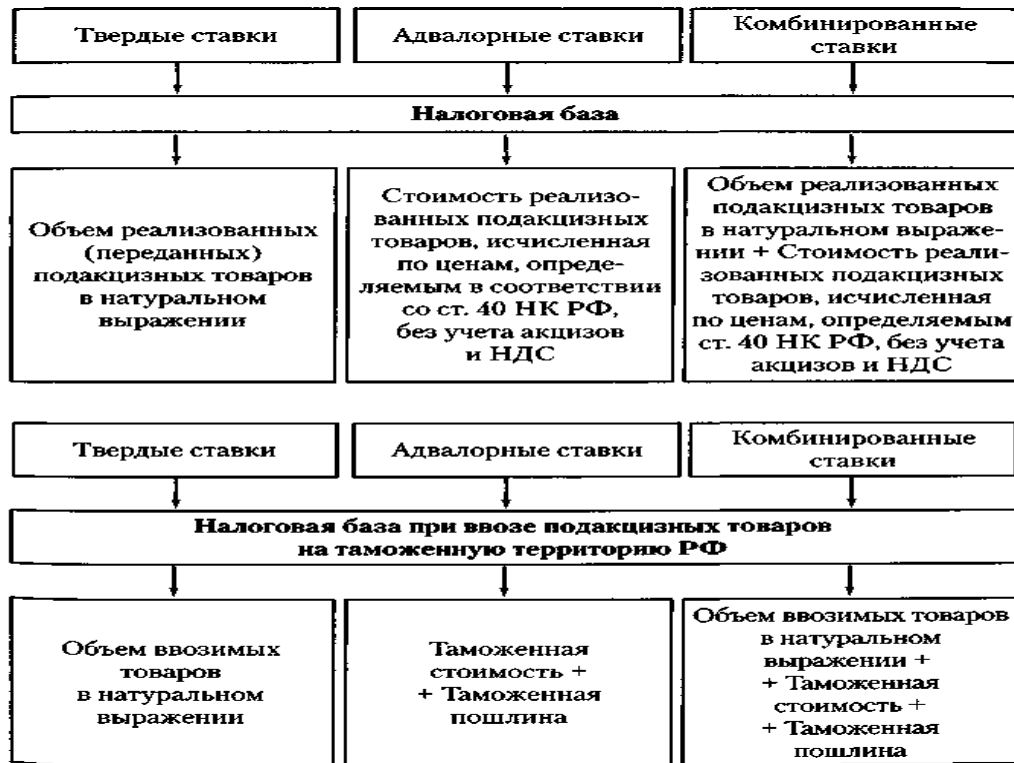 Твердые ставки
Адвалорные ставки
Комбинированные
ставки
Налоговая база
Объем реализованных
(переданных)
подакцизных товаров
в натуральном
выражении
Стоимость реализо-
ванных подакцизных
товаров, исчисленная
по ценам, опреде-
ляемым в соответствии
со ст. 40 НК РФ,
без учета акцизов
и НДС
Объем реализованных
подакцизных товаров
в натуральном выраже-
нии + Стоимость реали-
зованных подакцизных
товаров, исчисленная
по ценам, определяемым
ст. 40 НК РФ, без учета
акцизов и НДС
Твердые ставки
Адвалорные ставки
Комбинированные
ставки
Налоговая база при ввозе подакцизных товаров
на таможенную территорию РФ
Объем ввозимых
товаров
в натуральном
выражении
Таможенная
стоимость +
+ Таможенная
пошлина
Объем ввозимых товаров
в натуральном
выражении +
+ Таможенная
стоимость +
+ Таможенная
пошлина